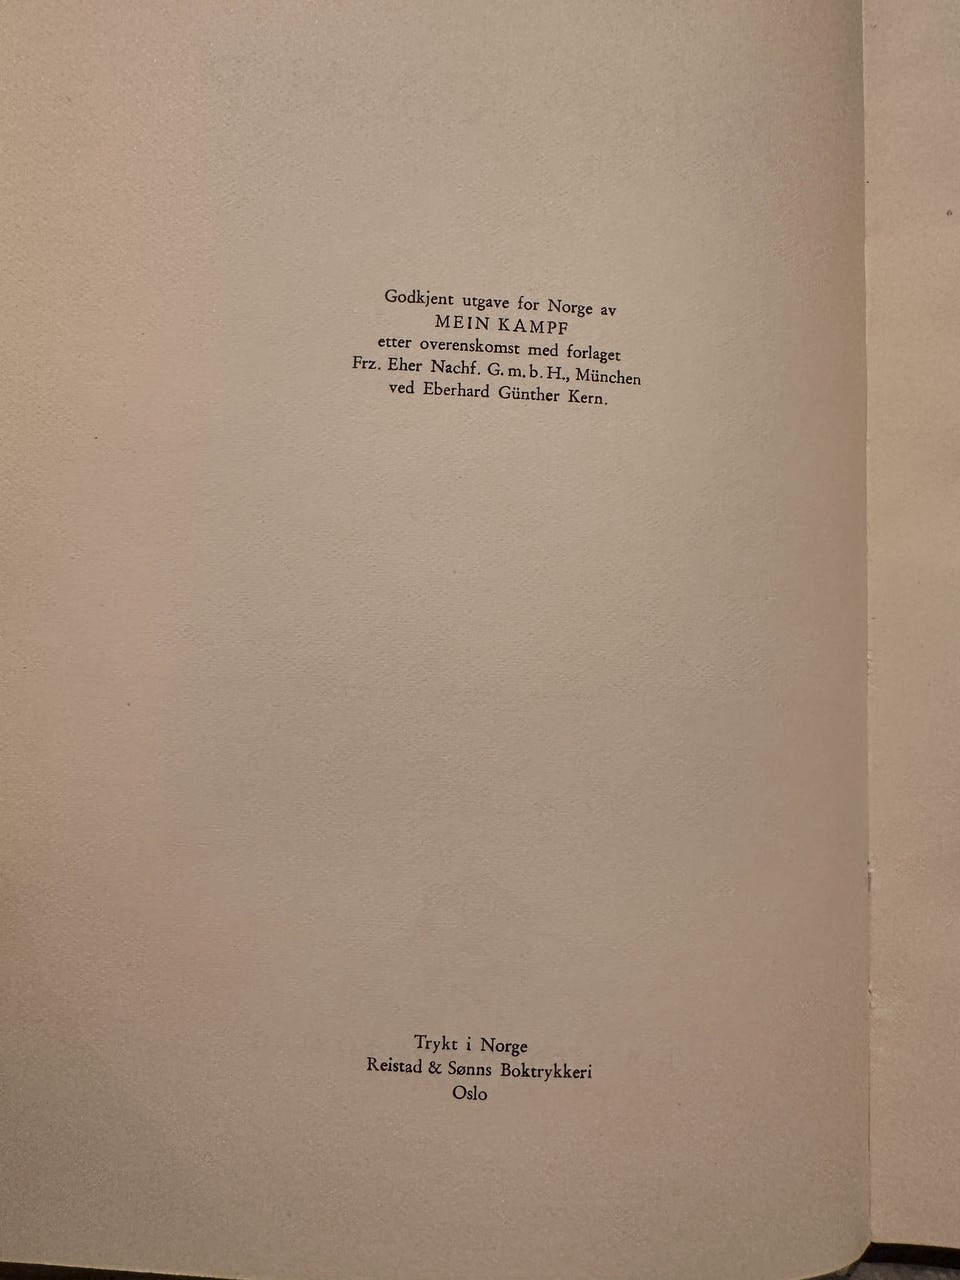 Godkjent utgave for Norge av
MEIN KAMPF
etter overenskomst med forlaget
Frz. Eher Nachf. G. m. b. H., München
ved Eberhard Günther Kern.
Trykt i Norge
Reistad & Sønns Boktrykkeri
Oslo